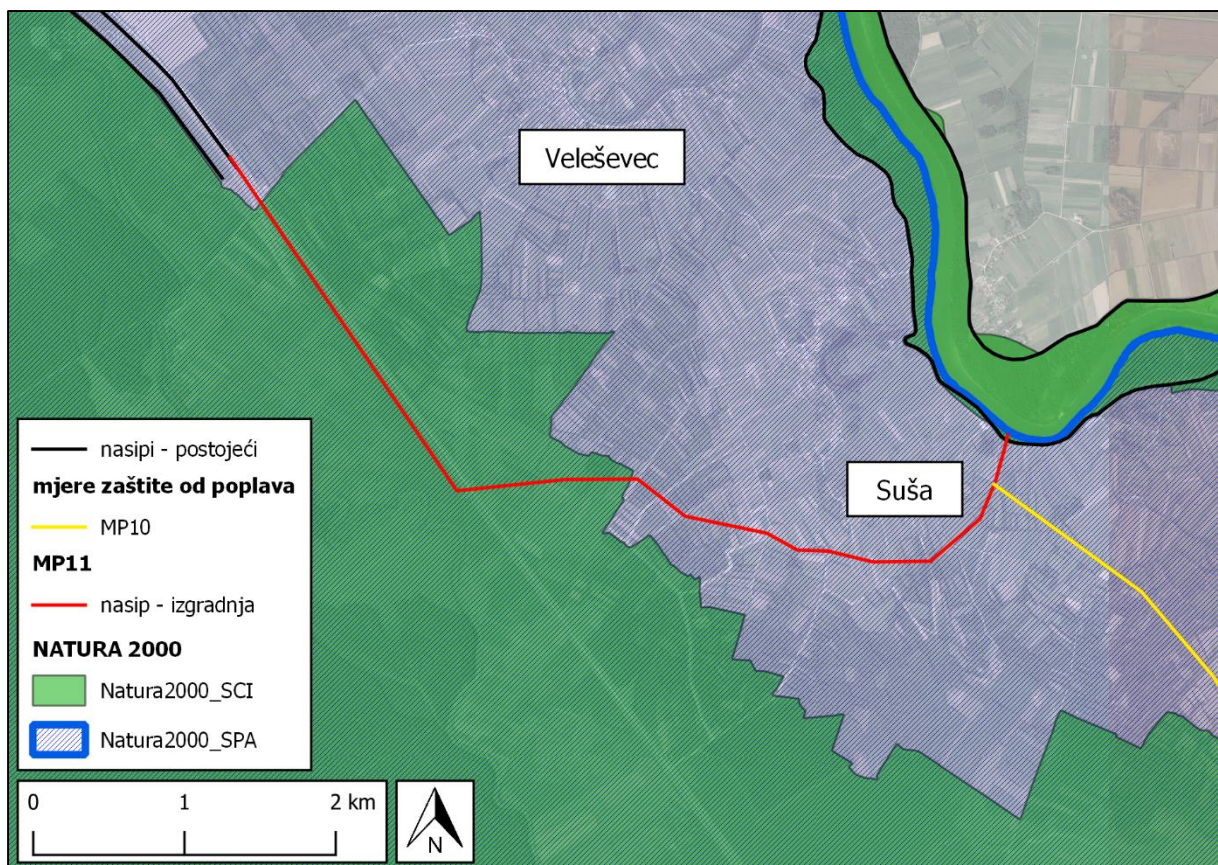 Veleševec
Suša
nasipi - postojeći
mjere zaštite od poplava
MP10
MP11
nasip - izgradnja
NATURA 2000
Natura2000_SCI
Natura2000_SPA
0 1 2 km
N